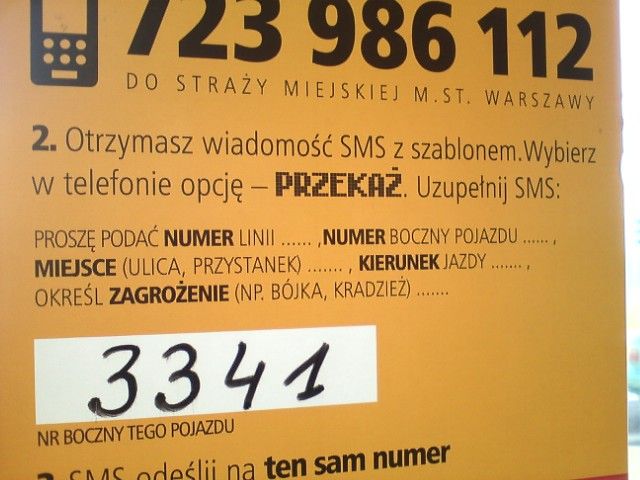 723 986 112
DO STRAŻY MIEJSKIEJ M.ST. WARSZAWY
2. Otrzymasz wiadomość SMS z szablonem.Wybierz
w telefonie opcję – PRZEKAŻ. Uzupełnij SMS:
PROSZĘ PODAĆ NUMER LINII ...... ,NUMER BOCZNY POJAZDU ...... ,
MIEJSCE (ULICA, PRZYSTANEK) ....... , KIERUNEK JAZDY ....... ,
OKREŚL ZAGROŻENIE (NP. BÓJKA, KRADZIEŻ) .......
3341
NR BOCZNY TEGO POJAZDU
3. SMS odeślij na ten sam numer